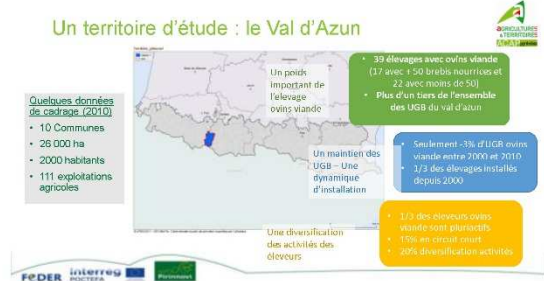 Un territoire d'étude : le Val d'Azun
AGRICULTURES
& TERRITOIRES
Quelques données
de cadrage (2010)
• 10 Communes
• 26 000 ha
• 2000 habitants
• 111 exploitations
agricoles
Un poids
important de
l'elevage
ovins viande
• 39 élevages avec ovins viande
(17 avec + 50 brebis nourrices et
22 avec moins de 50)
• Plus d'un tiers de l'ensemble
des UGB du val d'azun
Un maintien des
UGB – Une
dynamique
d'installation
• Seulement -3% d'UGB ovins
viande entre 2000 et 2010
• 1/3 des élevages installés
depuis 2000
Une diversification
des activités des
éleveurs
• 1/3 des éleveurs ovins
viande sont pluriactifs
• 15% en circuit court
• 20% diversification activités
FEDER
Interreg
POCTEFA